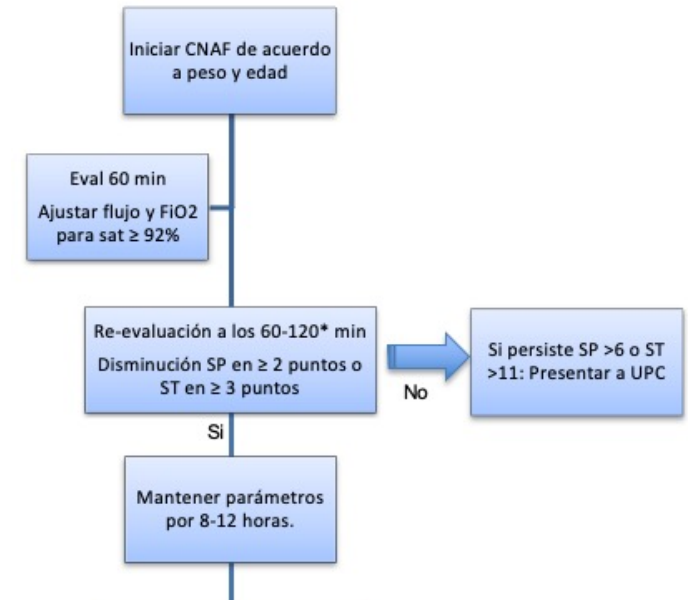 Iniciar CNAF de acuerdo
a peso y edad
Eval 60 min
Ajustar flujo y FiO2
para sat ≥ 92%
Re-evaluación a los 60-120* min
Disminución SP en ≥ 2 puntos o
ST en ≥ 3 puntos
No
Si persiste SP >6 o ST
>11: Presentar a UPC
Si
Mantener parámetros
por 8-12 horas.